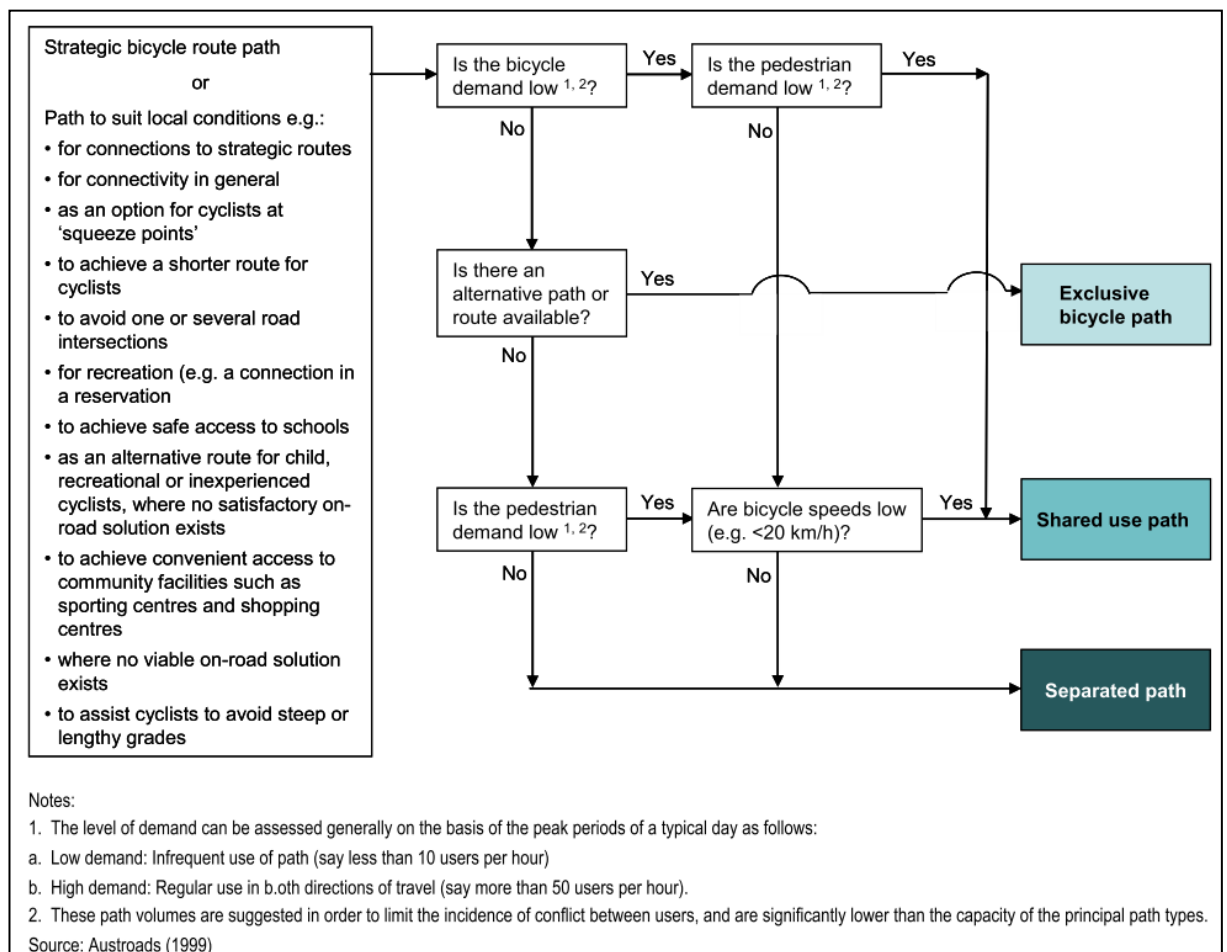 Strategic bicycle route path
or
Path to suit local conditions e.g.:
• for connections to strategic routes
• for connectivity in general
• as an option for cyclists at
‘squeeze points’
• to achieve a shorter route for
cyclists
• to avoid one or several road
intersections
• for recreation (e.g. a connection in
a reservation
• to achieve safe access to schools
• as an alternative route for child,
recreational or inexperienced
cyclists, where no satisfactory on-
road solution exists
• to achieve convenient access to
community facilities such as
sporting centres and shopping
centres
• where no viable on-road solution
exists
• to assist cyclists to avoid steep or
lengthy grades
Is the bicycle
demand low 1, 2?
Yes
Is the pedestrian
demand low 1, 2?
Yes
No
No
Is there an
alternative path or
route available?
Yes
Exclusive
bicycle path
No
Is the pedestrian
demand low 1, 2?
Yes
Are bicycle speeds low
(e.g. <20 km/h)?
Yes
Shared use path
No
No
Separated path
Notes:
1. The level of demand can be assessed generally on the basis of the peak periods of a typical day as follows:
a. Low demand: Infrequent use of path (say less than 10 users per hour)
b. High demand: Regular use in b.oth directions of travel (say more than 50 users per hour).
2. These path volumes are suggested in order to limit the incidence of conflict between users, and are significantly lower than the capacity of the principal path types.
Source: Austroads (1999)